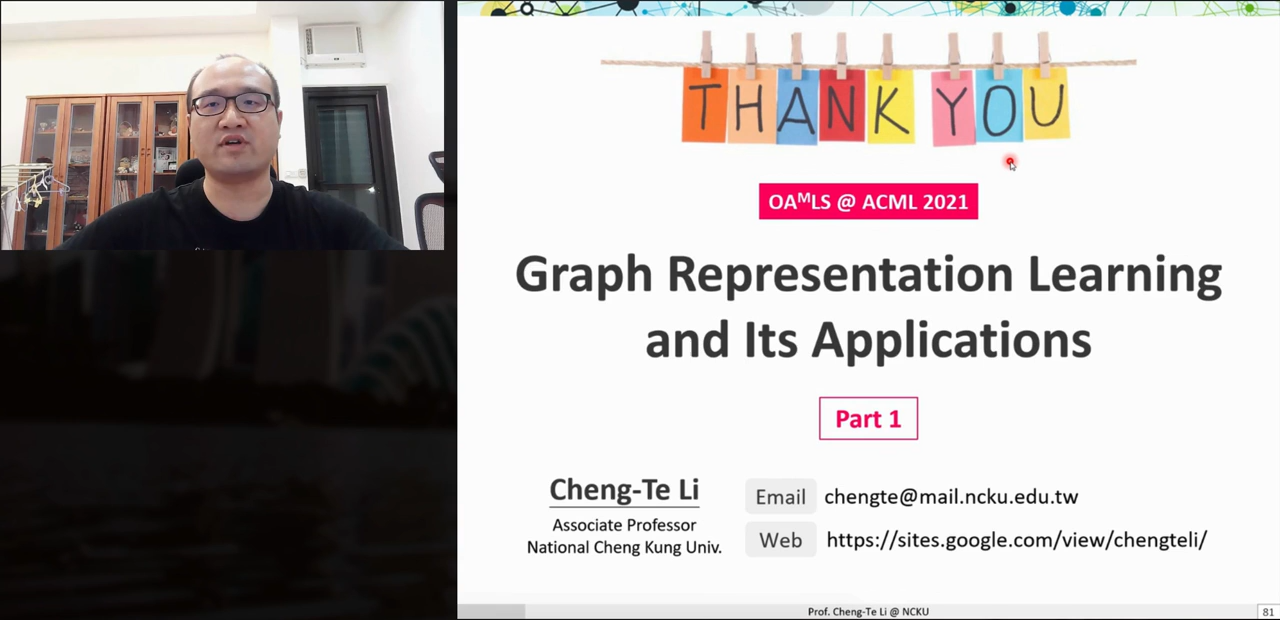 THANK YOU
OAᴹLS @ ACML 2021
Graph Representation Learning
and Its Applications
Part 1
Cheng-Te Li
Associate Professor
National Cheng Kung Univ.
Email chengte@mail.ncku.edu.tw
Web https://sites.google.com/view/chengteli/
Prof. Cheng-Te Li @ NCKU
81